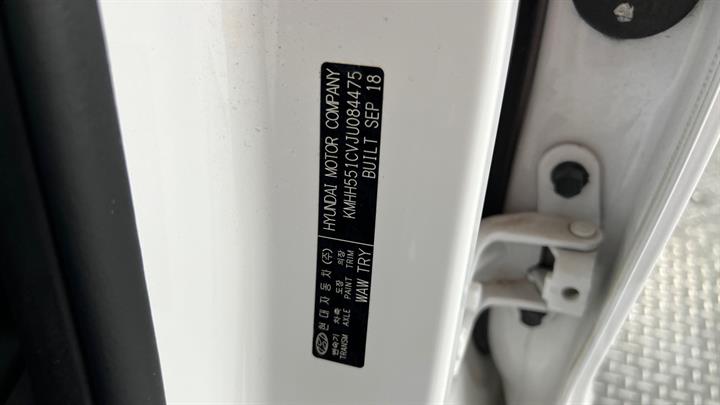 현대자동차(주) HYUNDAI MOTOR COMPANY
KMHH551CVJU084475
변속기 차축 도장 의장 BUILT SEP 18
TRANSM AXLE PAINT TRIM
WAW TRY